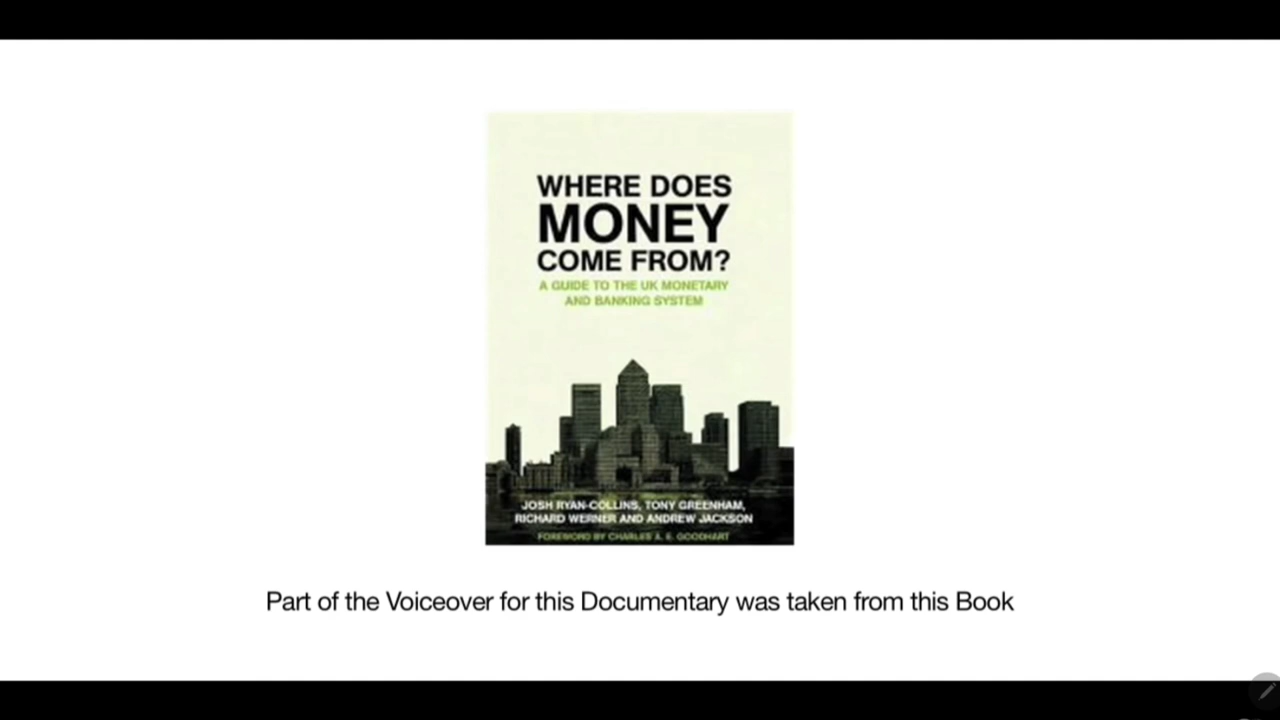 WHERE DOES
MONEY
COME FROM?
A GUIDE TO THE UK MONETARY
AND BANKING SYSTEM
JOSH RYAN-COLLINS, TONY GREENHAM,
RICHARD WERNER AND ANDREW JACKSON
FOREWORD BY CHARLES A. E. GOODHART
Part of the Voiceover for this Documentary was taken from this Book